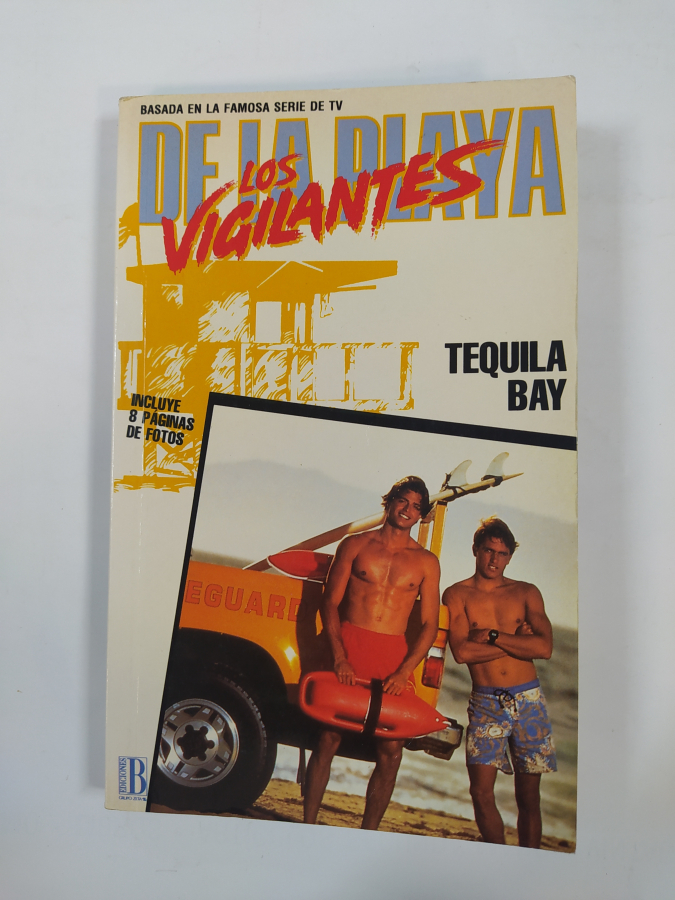 BASADA EN LA FAMOSA SERIE DE TV
LOS
VIGILANTES
DE LA PLAYA
TEQUILA
BAY
INCLUYE
8 PÁGINAS
DE FOTOS
EGUARD
EDICIONES
B